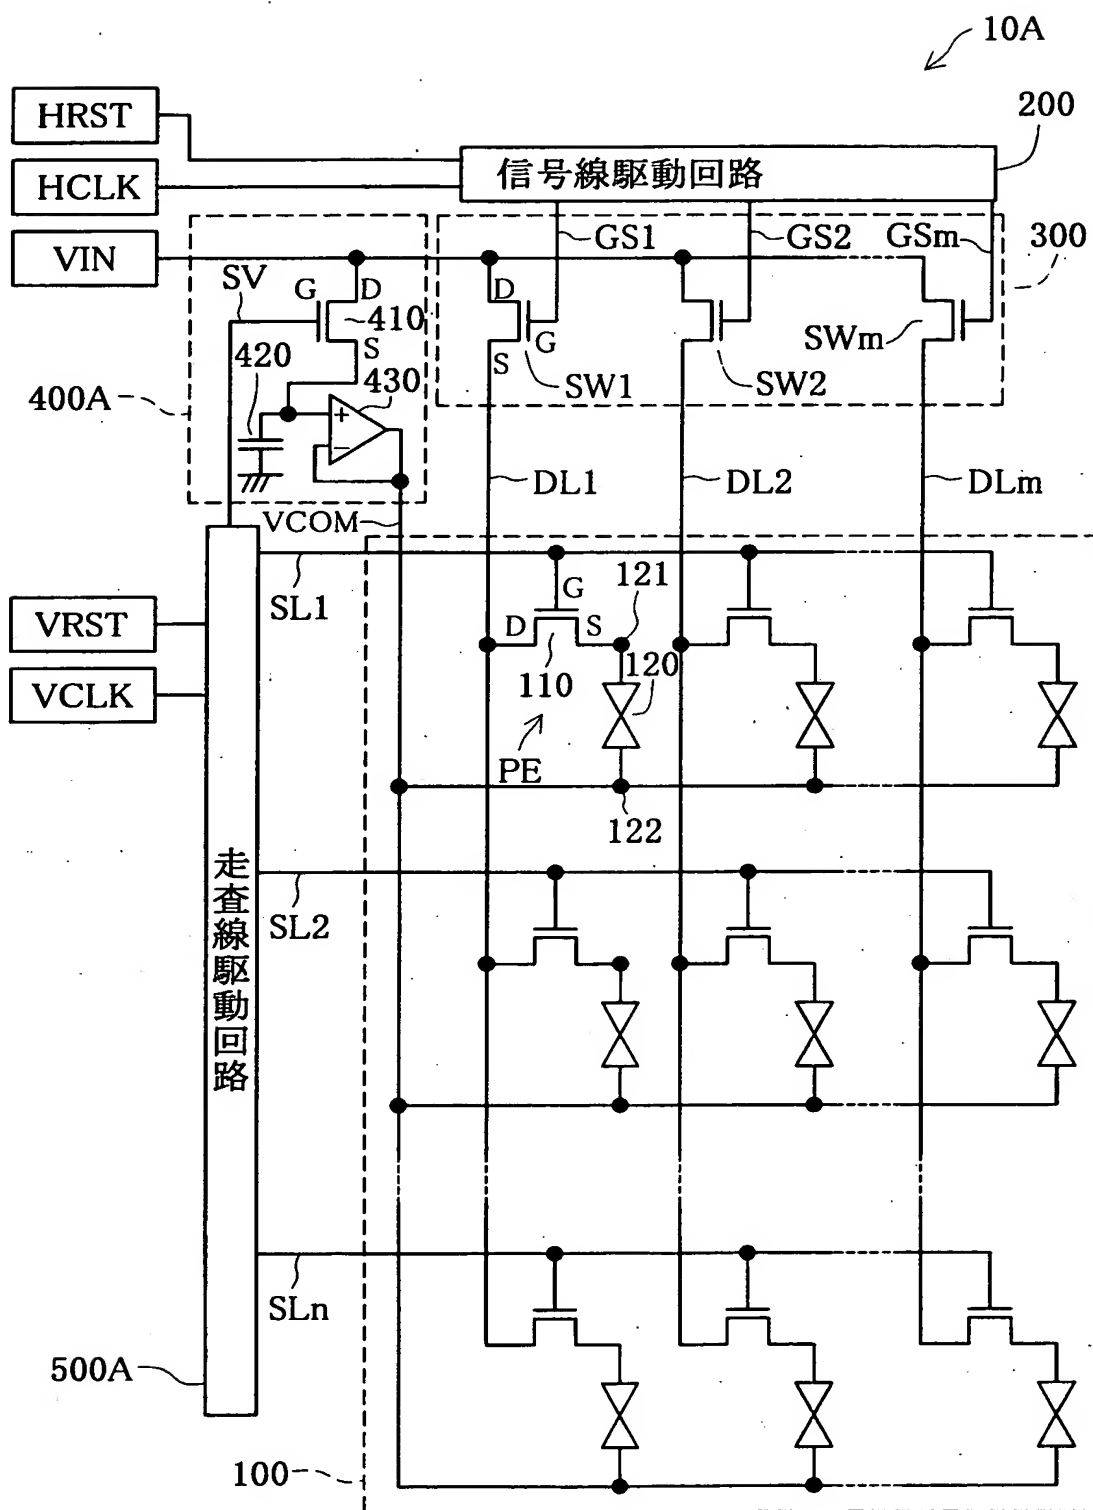 10A
HRST
200
HCLK
信号線駆動回路
VIN
GS1
GS2
GSm
300
SV
G
D
410
S
D
G
S
SW1
SW2
SWm
420
430
400A
+
−
DL1
DL2
DLm
VCOM
SL1
G
D
S
121
110
120
PE
122
VRST
VCLK
走査線駆動回路
SL2
SLn
500A
100